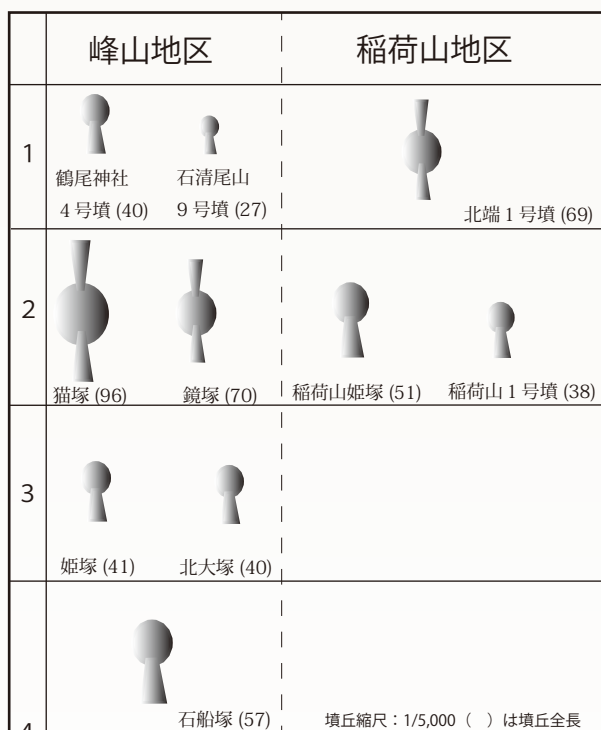 峰山地区
稲荷山地区
1
鶴尾神社
4号墳 (40)
石清尾山
9号墳 (27)
北端1号墳 (69)
2
猫塚 (96)
鏡塚 (70)
稲荷山姫塚 (51)
稲荷山1号墳 (38)
3
姫塚 (41)
北大塚 (40)
4
石船塚 (57)
墳丘縮尺：1/5,000（　）は墳丘全長